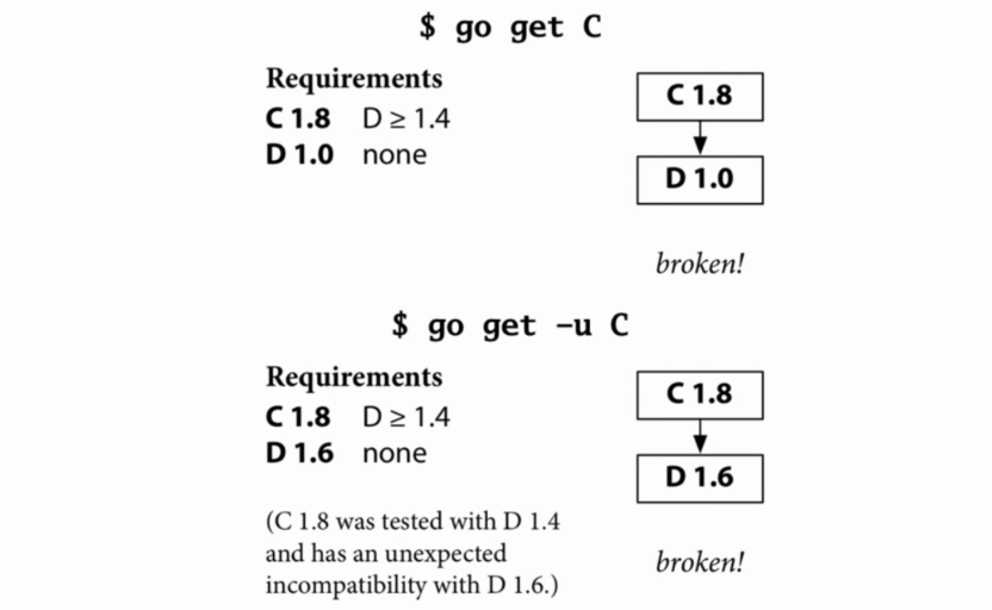 $ go get C
Requirements
C 1.8 D ≥ 1.4
D 1.0 none
C 1.8
D 1.0
broken!
$ go get -u C
Requirements
C 1.8 D ≥ 1.4
D 1.6 none
(C 1.8 was tested with D 1.4
and has an unexpected
incompatibility with D 1.6.)
C 1.8
D 1.6
broken!